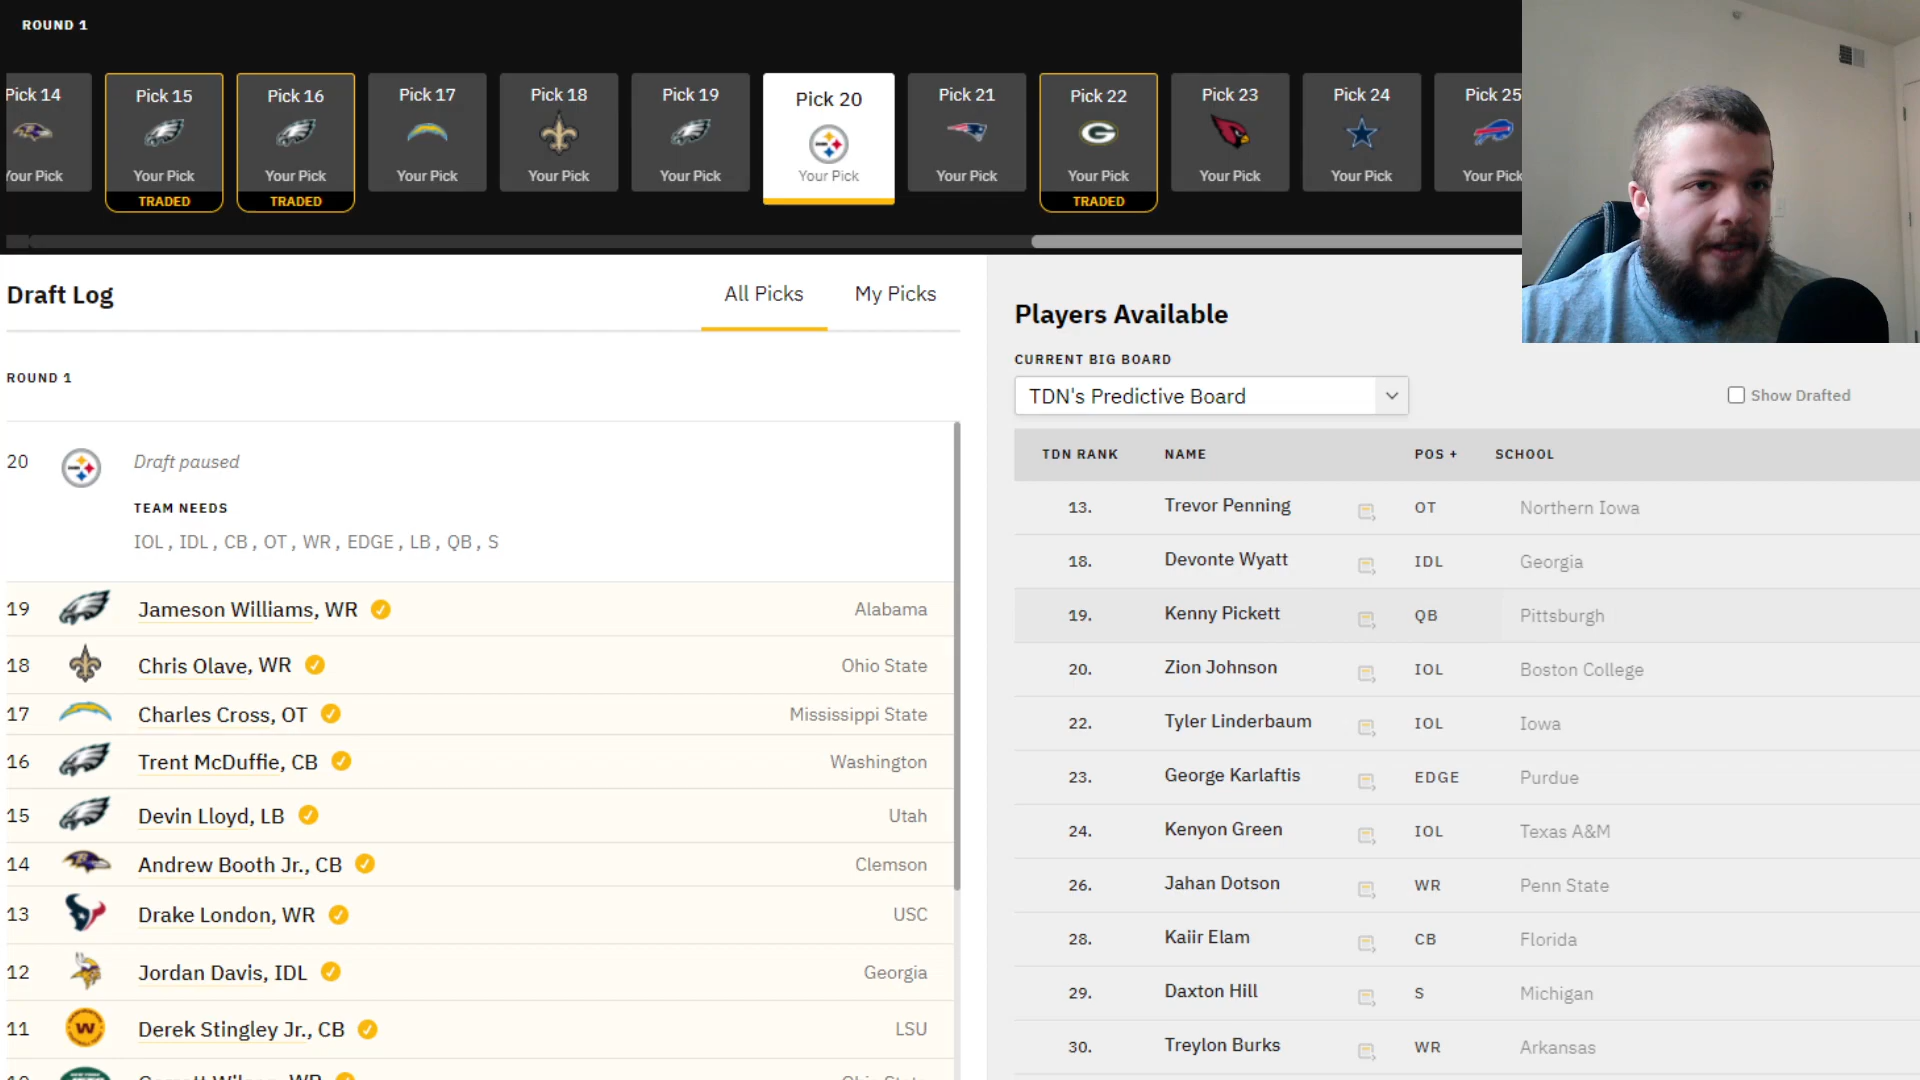 ROUND 1
Pick 14
Your Pick
Pick 15
Your Pick
TRADED
Pick 16
Your Pick
TRADED
Pick 17
Your Pick
Pick 18
Your Pick
Pick 19
Your Pick
Pick 20
Your Pick
Pick 21
Your Pick
Pick 22
Your Pick
TRADED
Pick 23
Your Pick
Pick 24
Your Pick
Pick 25
Your Pick
Draft Log
All Picks
My Picks
ROUND 1
20 Draft paused
TEAM NEEDS
IOL, IDL, CB, OT, WR, EDGE, LB, QB, S
19 Jameson Williams, WR Alabama
18 Chris Olave, WR Ohio State
17 Charles Cross, OT Mississippi State
16 Trent McDuffie, CB Washington
15 Devin Lloyd, LB Utah
14 Andrew Booth Jr., CB Clemson
13 Drake London, WR USC
12 Jordan Davis, IDL Georgia
11 Derek Stingley Jr., CB LSU
Players Available
CURRENT BIG BOARD
TDN's Predictive Board
Show Drafted
TDN RANK NAME POS + SCHOOL
13. Trevor Penning OT Northern Iowa
18. Devonte Wyatt IDL Georgia
19. Kenny Pickett QB Pittsburgh
20. Zion Johnson IOL Boston College
22. Tyler Linderbaum IOL Iowa
23. George Karlaftis EDGE Purdue
24. Kenyon Green IOL Texas A&M
26. Jahan Dotson WR Penn State
28. Kaiir Elam CB Florida
29. Daxton Hill S Michigan
30. Treylon Burks WR Arkansas